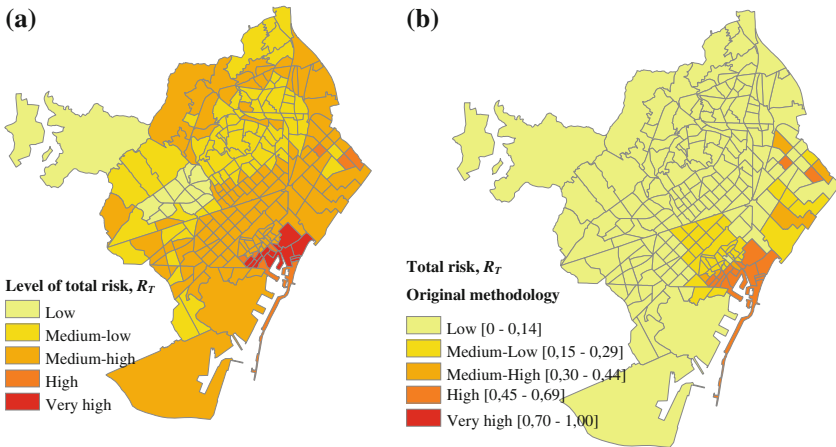 (a)
Level of total risk, R_T
Low
Medium-low
Medium-high
High
Very high
(b)
Total risk, R_T
Original methodology
Low [0 - 0,14]
Medium-Low [0,15 - 0,29]
Medium-High [0,30 - 0,44]
High [0,45 - 0,69]
Very high [0,70 - 1,00]